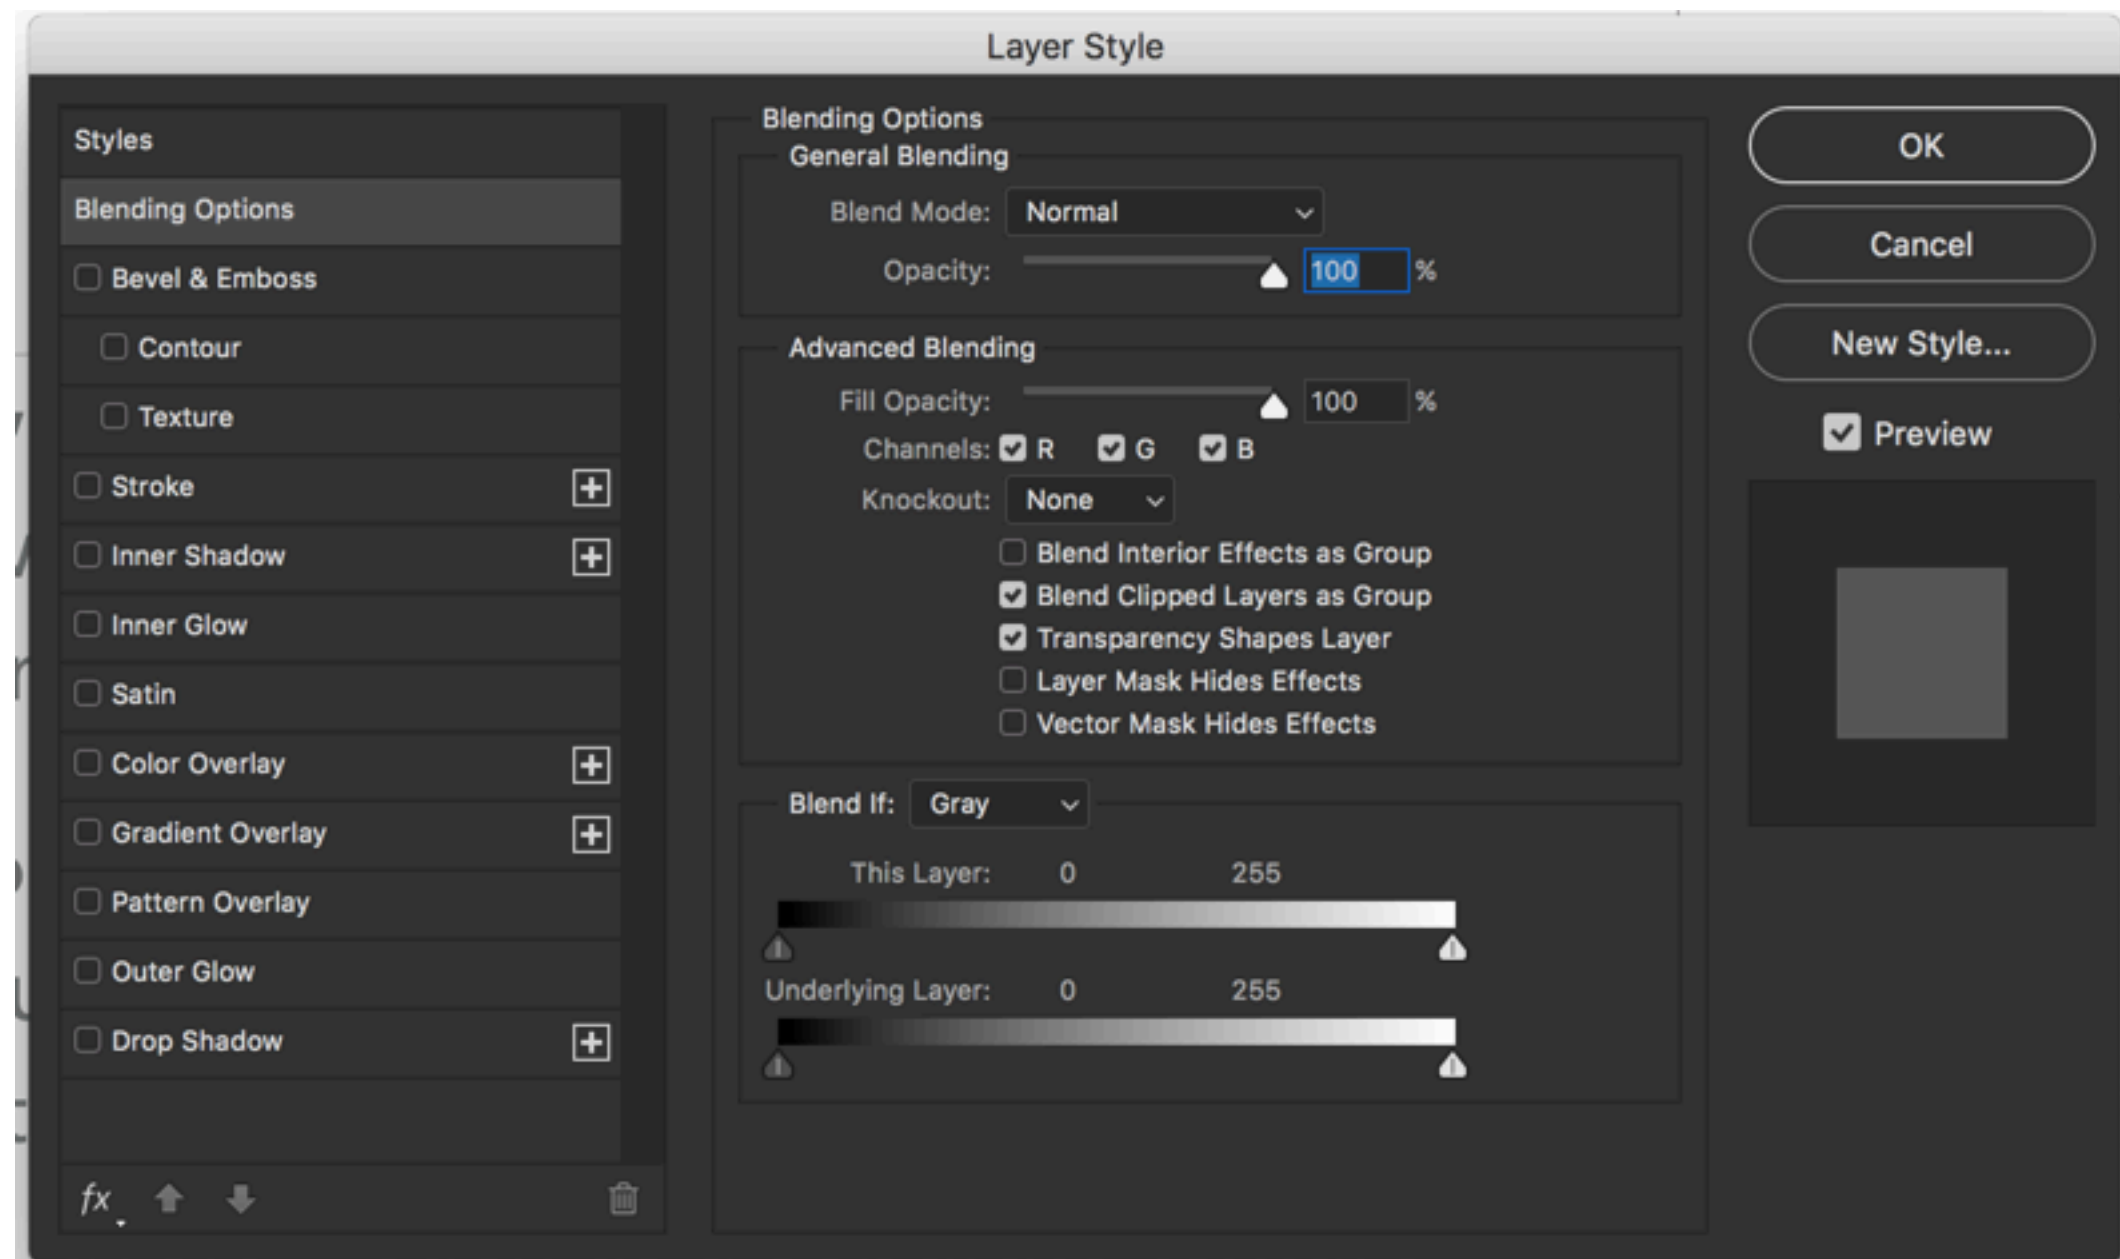 Layer Style
Styles
Blending Options
Bevel & Emboss
Contour
Texture
Stroke
Inner Shadow
Inner Glow
Satin
Color Overlay
Gradient Overlay
Pattern Overlay
Outer Glow
Drop Shadow
fx
Blending Options
General Blending
Blend Mode: Normal
Opacity: 100 %
Advanced Blending
Fill Opacity: 100 %
Channels: R G B
Knockout: None
Blend Interior Effects as Group
Blend Clipped Layers as Group
Transparency Shapes Layer
Layer Mask Hides Effects
Vector Mask Hides Effects
Blend If: Gray
This Layer: 0 255
Underlying Layer: 0 255
OK
Cancel
New Style...
Preview